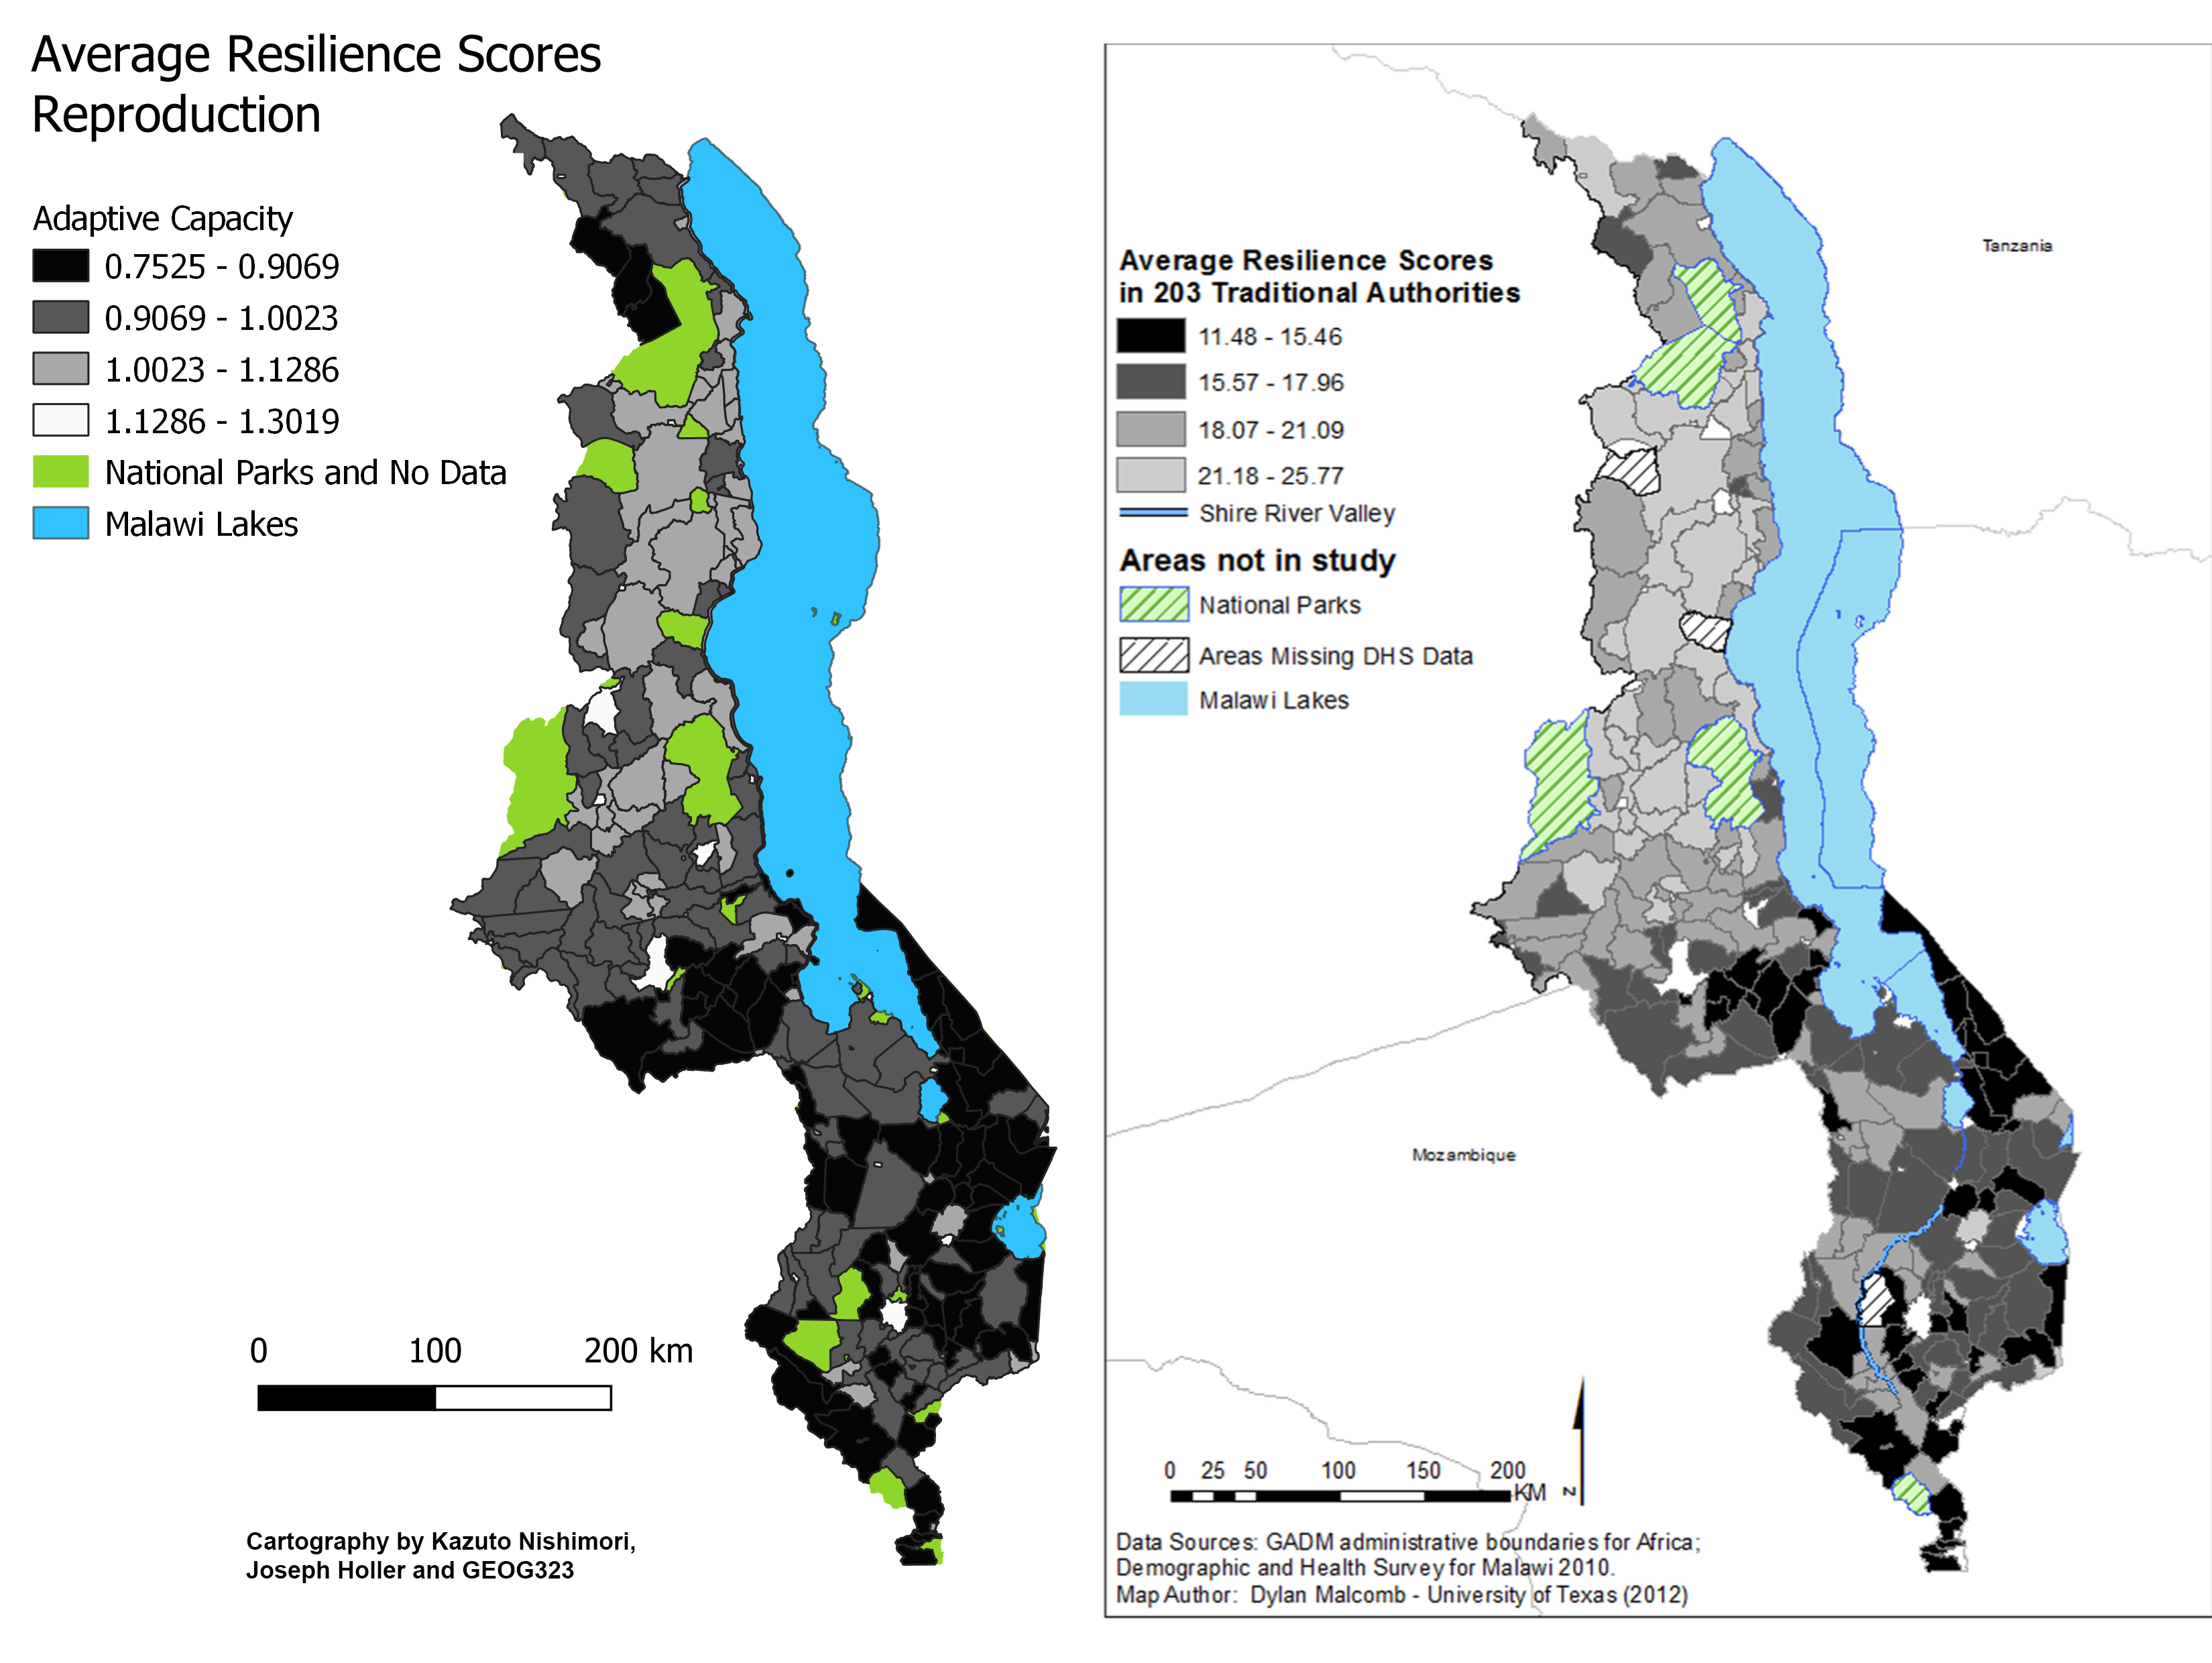 Average Resilience Scores
Reproduction
Adaptive Capacity
0.7525 - 0.9069
0.9069 - 1.0023
1.0023 - 1.1286
1.1286 - 1.3019
National Parks and No Data
Malawi Lakes
0 100 200 km
Cartography by Kazuto Nishimori,
Joseph Holler and GEOG323
Tanzania
Average Resilience Scores
in 203 Traditional Authorities
11.48 - 15.46
15.57 - 17.96
18.07 - 21.09
21.18 - 25.77
Shire River Valley
Areas not in study
National Parks
Areas Missing DHS Data
Malawi Lakes
Mozambique
0 25 50 100 150 200
KM
N
Data Sources: GADM administrative boundaries for Africa;
Demographic and Health Survey for Malawi 2010.
Map Author: Dylan Malcomb - University of Texas (2012)